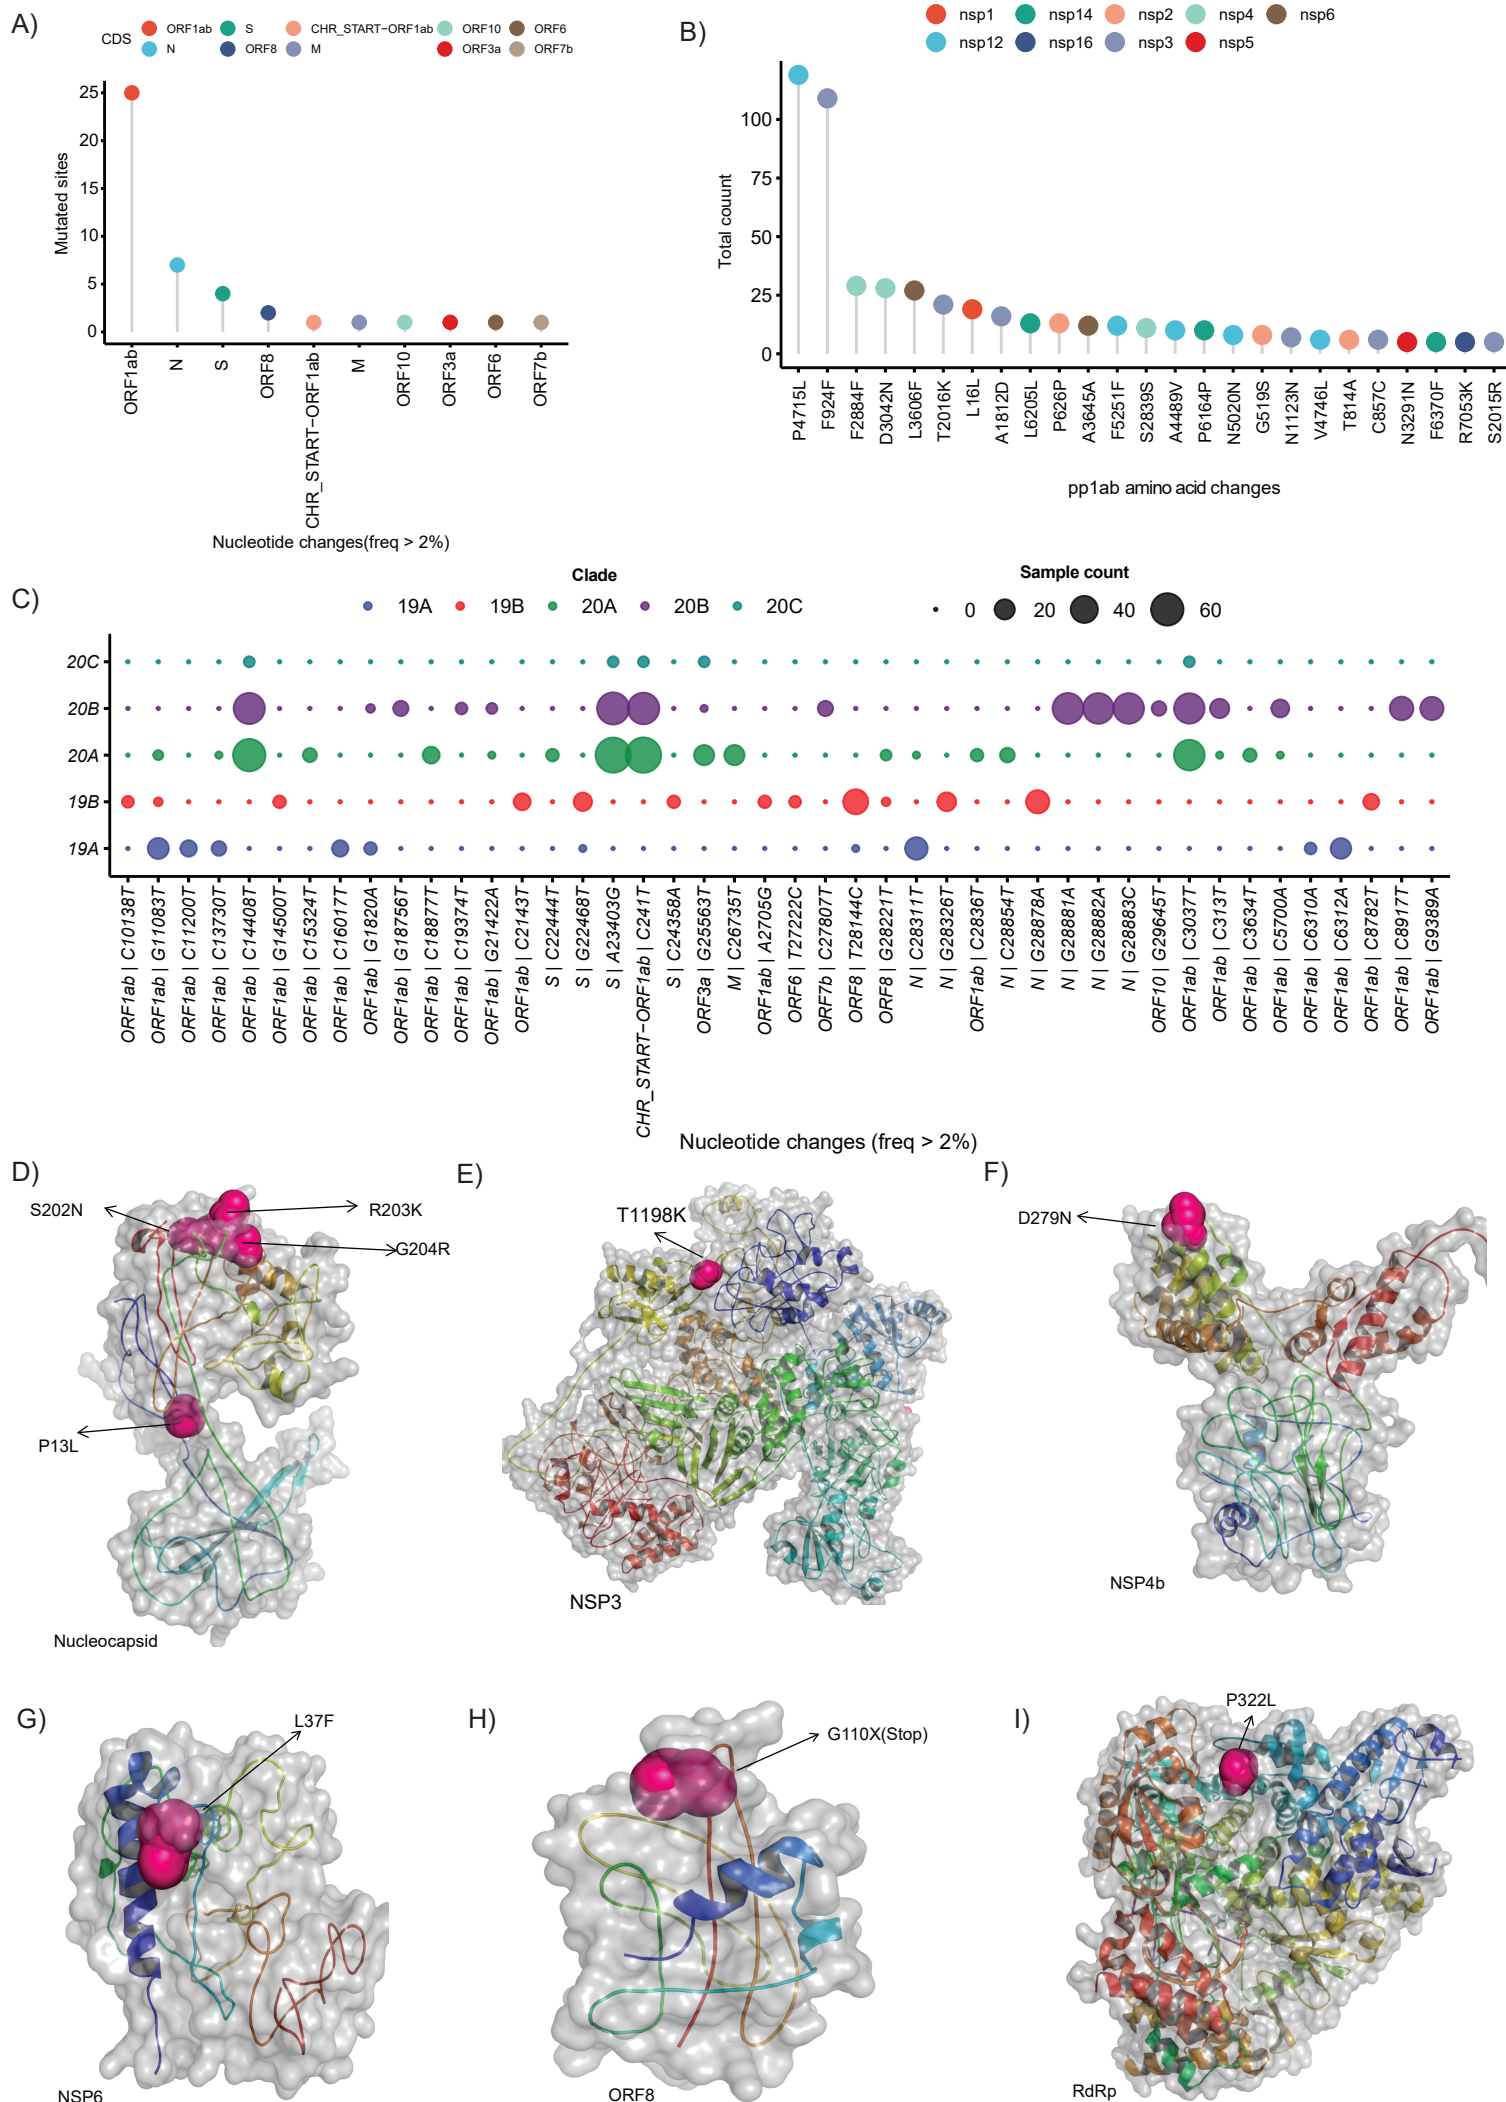 A)
CDS
ORF1ab
S
CHR_START−ORF1ab
ORF10
ORF6
N
ORF8
M
ORF3a
ORF7b
Mutated sites
25
20
15
10
5
0
ORF1ab
N
S
ORF8
CHR_START−ORF1ab
M
ORF10
ORF3a
ORF6
ORF7b
Nucleotide changes(freq > 2%)
B)
nsp1
nsp14
nsp2
nsp4
nsp6
nsp12
nsp16
nsp3
nsp5
Total count
100
75
50
25
0
P4715L
F924F
F2884F
D3042N
L3606F
T2016K
L16L
A1812D
L6205L
P626P
A3645A
F5251F
S2839S
A4489V
P6164P
N5020N
G519S
N1123N
V4746L
T814A
C857C
N3291N
F6370F
R7053K
S2015R
pp1ab amino acid changes
C)
Clade
19A
19B
20A
20B
20C
Sample count
0
20
40
60
20C
20B
20A
19B
19A
ORF1ab | C10138T
ORF1ab | G11083T
ORF1ab | C11200T
ORF1ab | C13730T
ORF1ab | C14408T
ORF1ab | G14500T
ORF1ab | C15324T
ORF1ab | C16017T
ORF1ab | G1820A
ORF1ab | G18756T
ORF1ab | C18877T
ORF1ab | C19374T
ORF1ab | G21422A
ORF1ab | C2143T
S | C22444T
S | G22468T
S | A23403G
CHR_START−ORF1ab | C241T
S | C24358A
ORF3a | G25563T
M | C26735T
ORF1ab | A2705G
ORF6 | T27222C
ORF7b | C27807T
ORF8 | T28144C
ORF8 | G28221T
N | C28311T
N | G28326T
ORF1ab | C2836T
N | C28854T
N | G28878A
N | G28881A
N | G28882A
N | G28883C
ORF10 | G29645T
ORF1ab | C3037T
ORF1ab | C313T
ORF1ab | C3634T
ORF1ab | C5700A
ORF1ab | C6310A
ORF1ab | C6312A
ORF1ab | C8782T
ORF1ab | C8917T
ORF1ab | G9389A
Nucleotide changes (freq > 2%)
D)
S202N
R203K
G204R
P13L
Nucleocapsid
E)
T1198K
NSP3
F)
D279N
NSP4b
G)
L37F
NSP6
H)
G110X(Stop)
ORF8
I)
P322L
RdRp